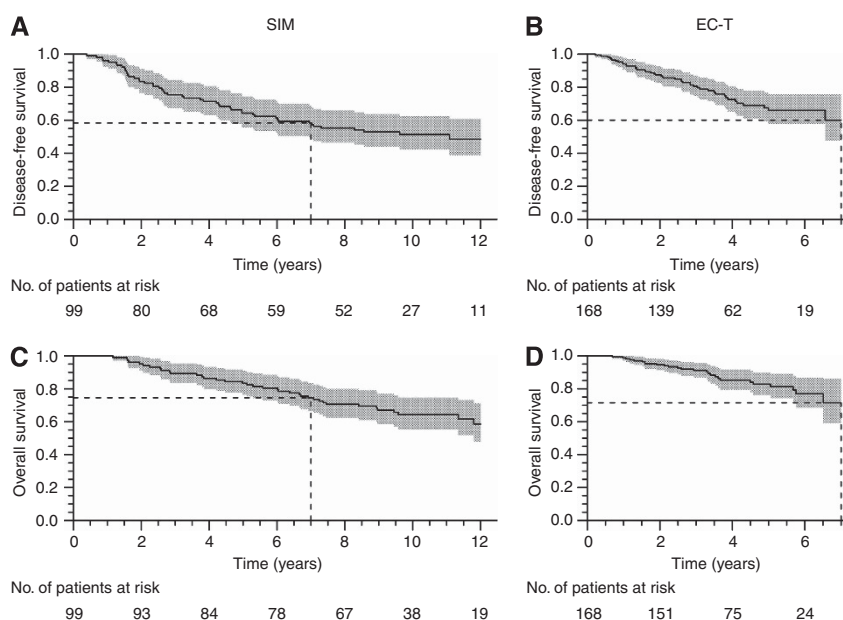 A SIM
Disease-free survival
1.0
0.8
0.6
0.4
0.2
0.0
0 2 4 6 8 10 12
Time (years)
No. of patients at risk
99 80 68 59 52 27 11
B EC-T
Disease-free survival
1.0
0.8
0.6
0.4
0.2
0.0
0 2 4 6
Time (years)
No. of patients at risk
168 139 62 19
C
Overall survival
1.0
0.8
0.6
0.4
0.2
0.0
0 2 4 6 8 10 12
Time (years)
No. of patients at risk
99 93 84 78 67 38 19
D
Overall survival
1.0
0.8
0.6
0.4
0.2
0.0
0 2 4 6
Time (years)
No. of patients at risk
168 151 75 24